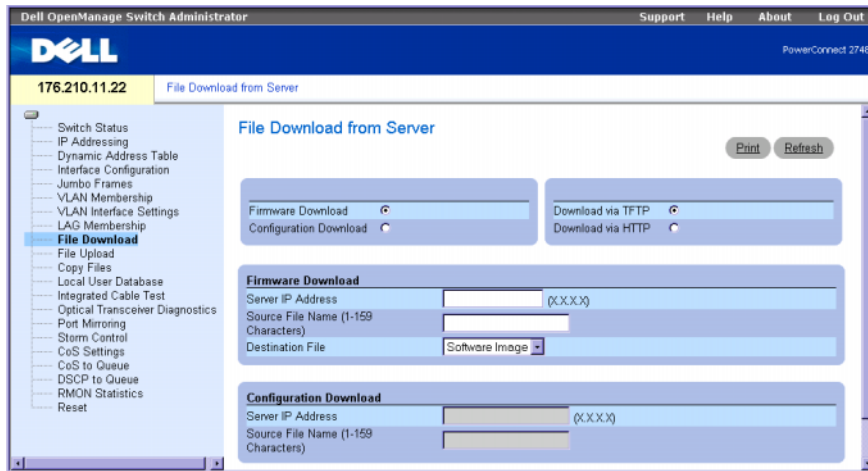 Dell OpenManage Switch Administrator
Support Help About Log Out
DELL
PowerConnect 2748
176.210.11.22
File Download from Server
Switch Status
IP Addressing
Dynamic Address Table
Interface Configuration
Jumbo Frames
VLAN Membership
VLAN Interface Settings
LAG Membership
File Download
File Upload
Copy Files
Local User Database
Integrated Cable Test
Optical Transceiver Diagnostics
Port Mirroring
Storm Control
CoS Settings
CoS to Queue
DSCP to Queue
RMON Statistics
Reset
File Download from Server
Print Refresh
Firmware Download
Configuration Download
Download via TFTP
Download via HTTP
Firmware Download
Server IP Address (X.X.X.X)
Source File Name (1-159
Characters)
Destination File Software Image
Configuration Download
Server IP Address (X.X.X.X)
Source File Name (1-159
Characters)